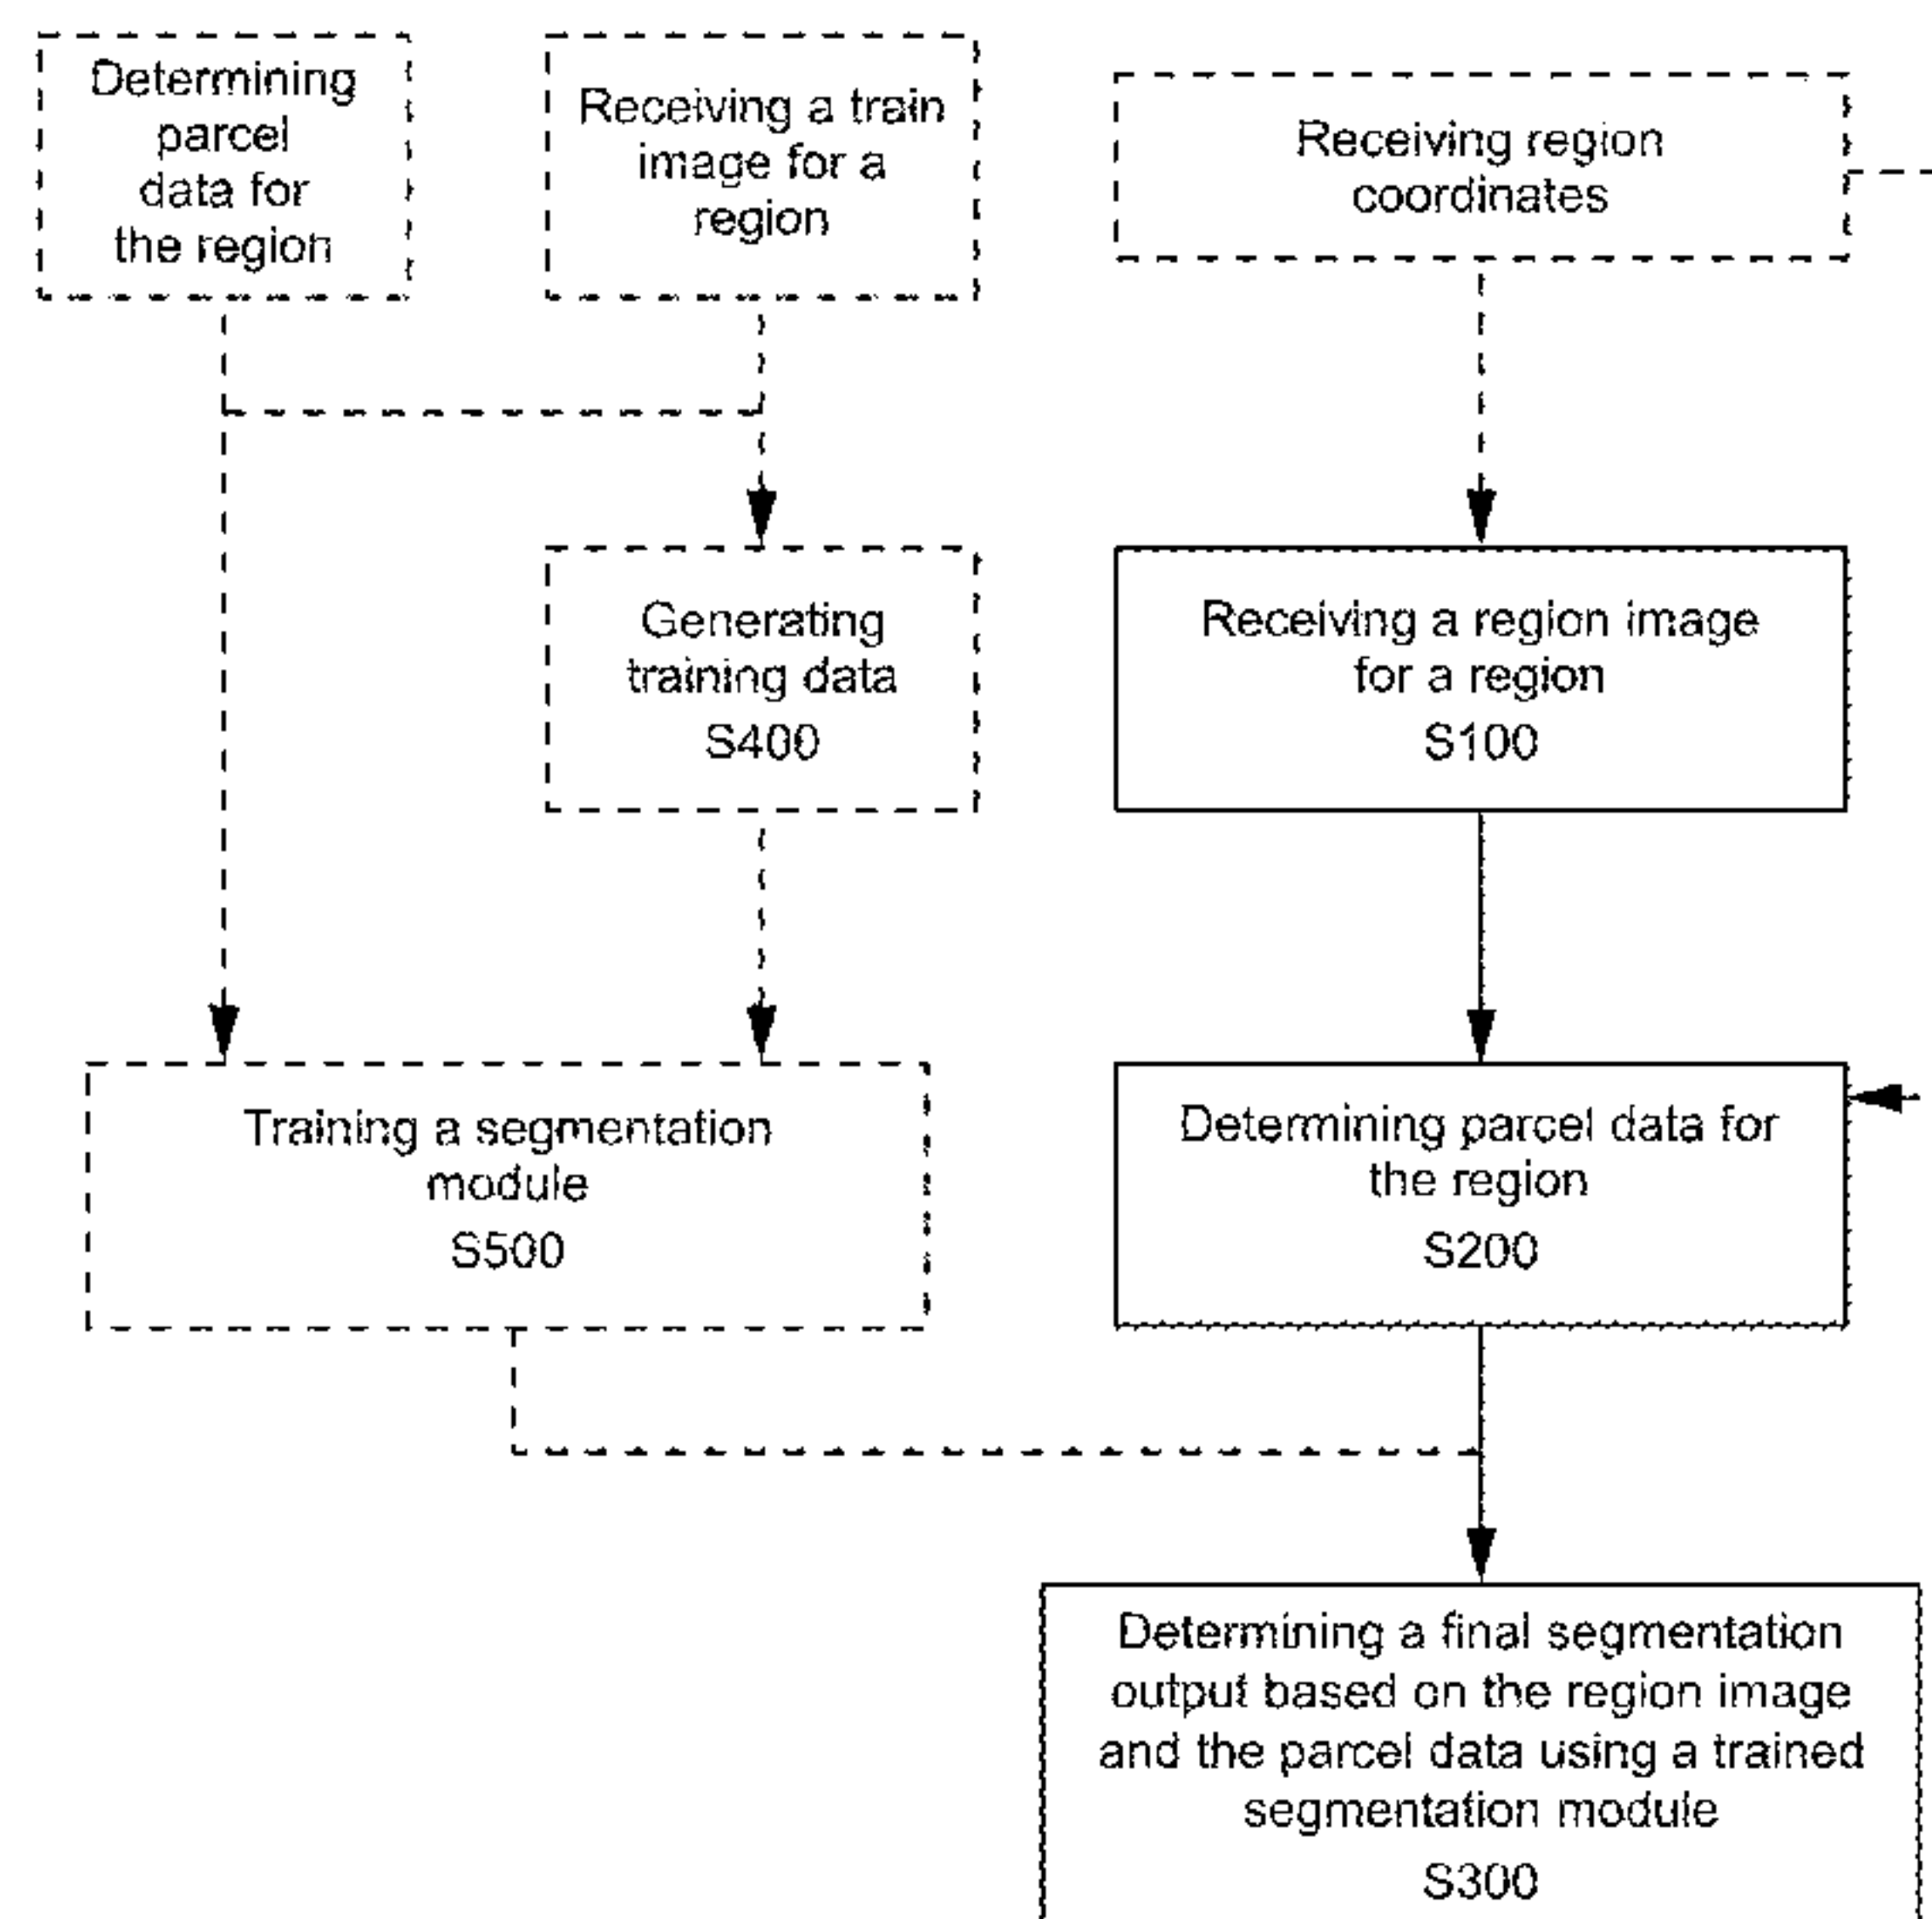 Determining
parcel
data for
the region
Receiving a train
image for a
region
Receiving region
coordinates
Generating
training data
S400
Receiving a region image
for a region
S100
Training a segmentation
module
S500
Determining parcel data for
the region
S200
Determining a final segmentation
output based on the region image
and the parcel data using a trained
segmentation module
S300